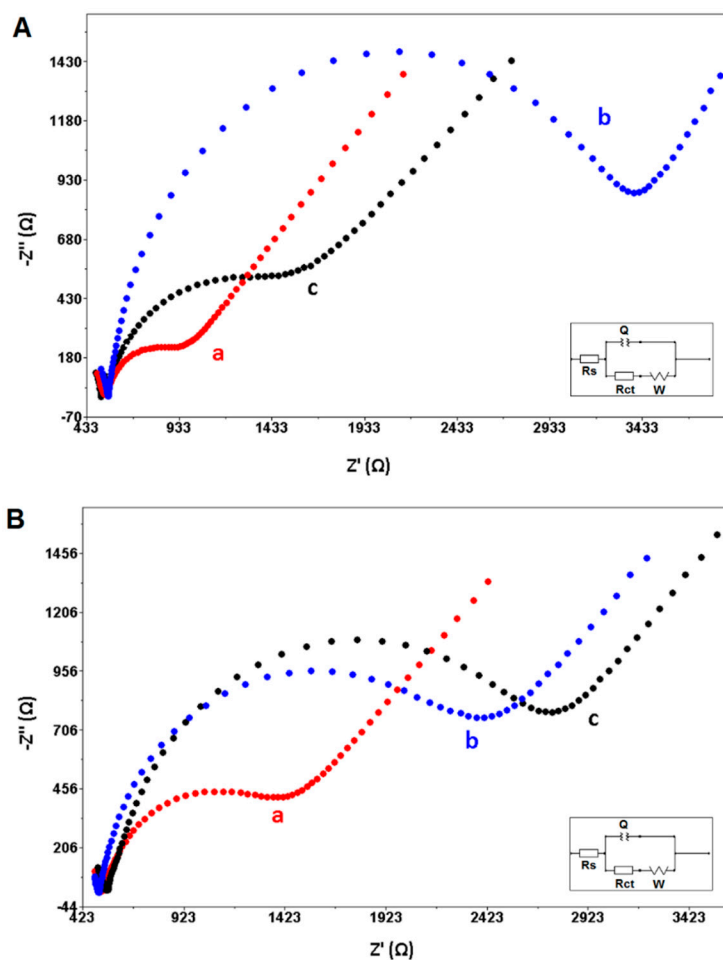 A
1430
1180
930
680
430
180
-70
-Z'' (Ω)
b
c
a
Q
Rs
Rct
W
433
933
1433
1933
2433
2933
3433
Z' (Ω)
B
1456
1206
956
706
456
206
-44
-Z'' (Ω)
b
c
a
Q
Rs
Rct
W
423
923
1423
1923
2423
2923
3423
Z' (Ω)